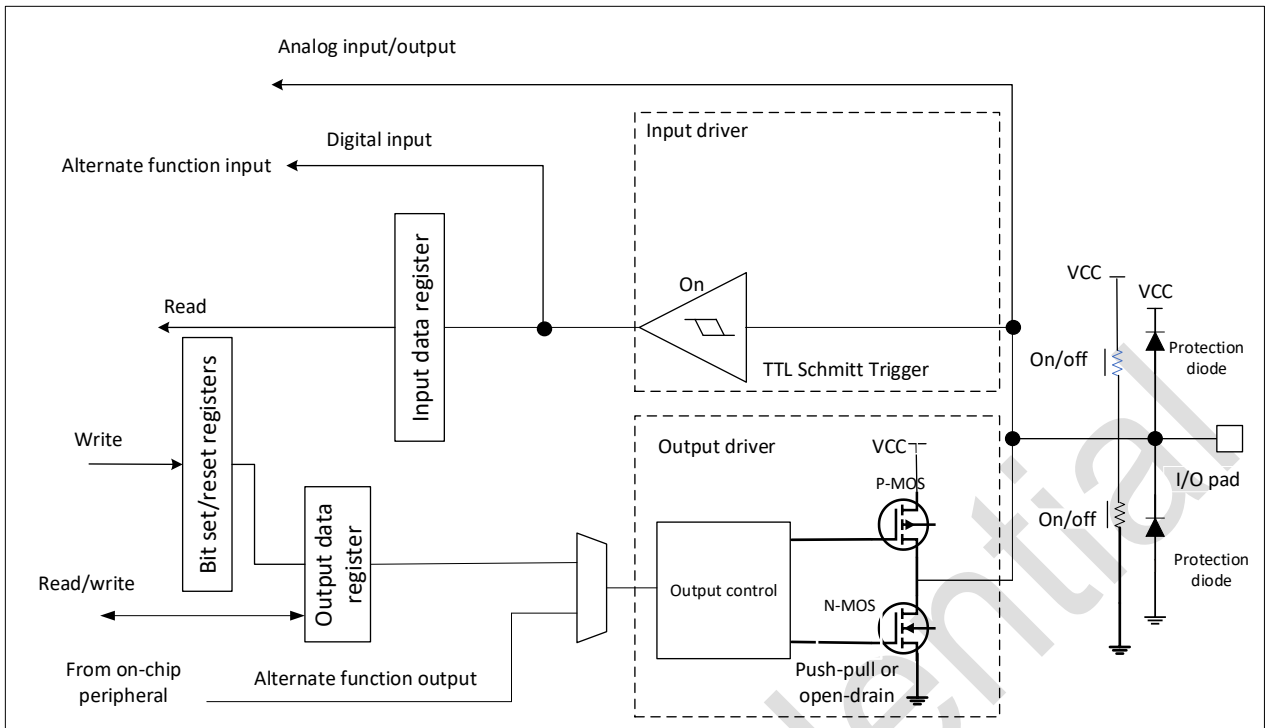 Analog input/output
Input driver
Digital input
Alternate function input
Input data register
On
VCC
VCC
Read
Bit set/reset registers
On/off
Protection
diode
TTL Schmitt Trigger
Write
Output driver
VCC
P-MOS
I/O pad
Output data
register
On/off
Read/write
Output control
N-MOS
Protection
diode
From on-chip
peripheral
Alternate function output
Push-pull or
open-drain
ential